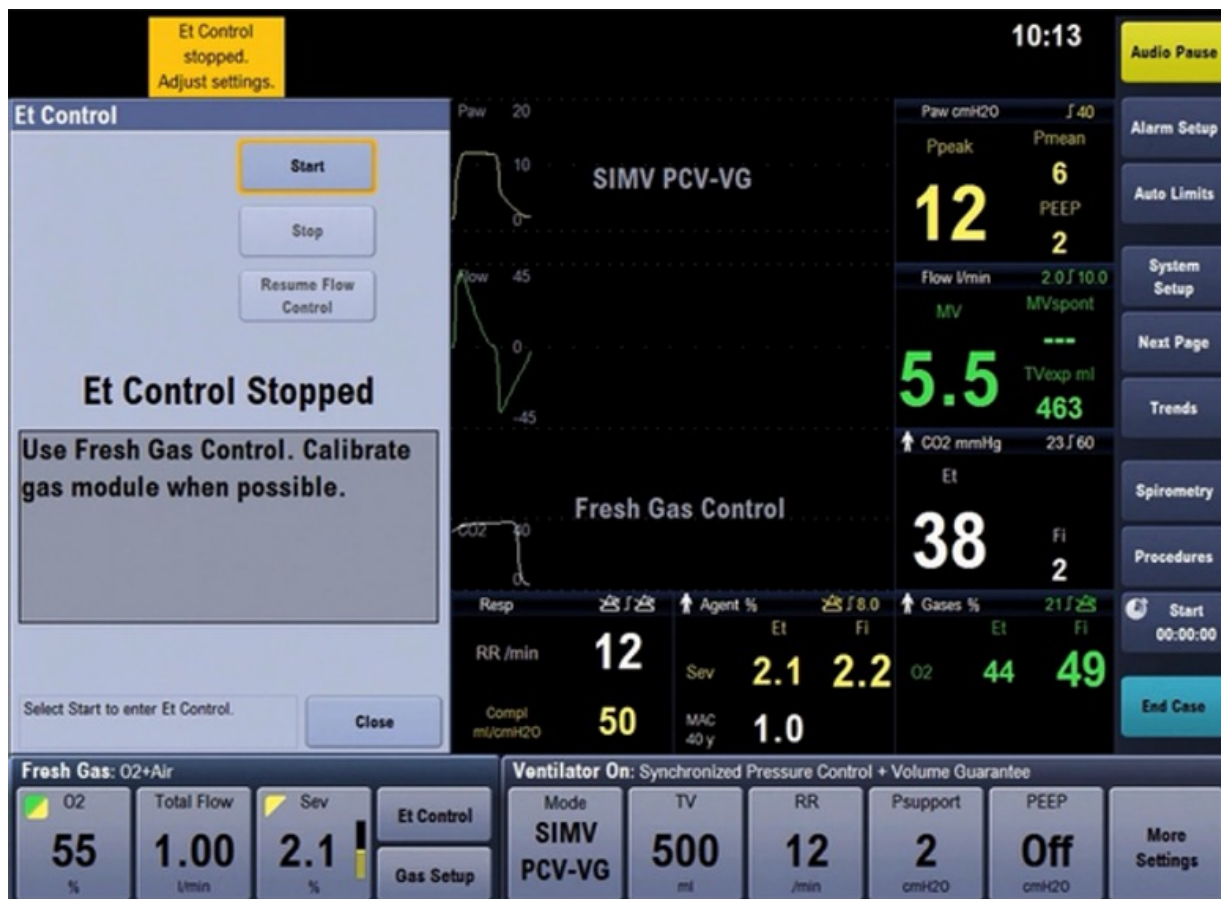 Et Control
stopped.
Adjust settings.
10:13
Audio Pause
Et Control
Start
Stop
Resume Flow
Control
Et Control Stopped
Use Fresh Gas Control. Calibrate
gas module when possible.
Select Start to enter Et Control.
Close
Paw 20
10
0
SIMV PCV-VG
Flow 45
0
-45
Fresh Gas Control
CO2 40
0
Paw cmH2O 40
Ppeak Pmean
12 6
PEEP
2
Flow l/min 2.0 10.0
MV MVspont
5.5 ---
TVexp ml
463
CO2 mmHg 23 60
Et
38 Fi
2
Resp
RR /min 12
Compl
ml/cmH2O 50
Agent % 8.0
Et Fi
Sev 2.1 2.2
MAC
40 y 1.0
Gases % 21
Et Fi
O2 44 49
Alarm Setup
Auto Limits
System
Setup
Next Page
Trends
Spirometry
Procedures
Start
00:00:00
End Case
Fresh Gas: O2+Air
O2
55
%
Total Flow
1.00
l/min
Sev
2.1
%
Et Control
Gas Setup
Ventilator On: Synchronized Pressure Control + Volume Guarantee
Mode
SIMV
PCV-VG
TV
500
ml
RR
12
/min
Psupport
2
cmH2O
PEEP
Off
cmH2O
More
Settings